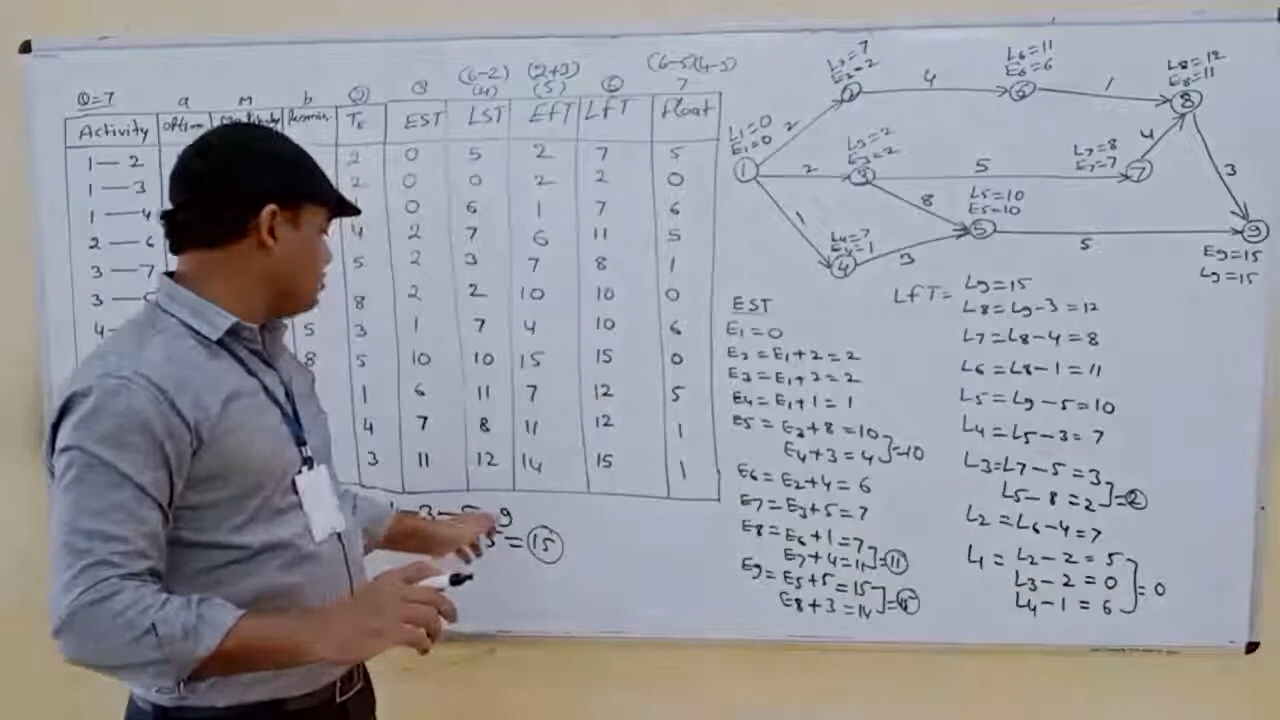 Q=7 a m b (6-2) (2+3) (6-5)(4-3)
(4) (5) ⑥ 7
Activity Te EST LST EFT LFT float
1 — 2 2 0 5 2 7 5
1 — 3 2 0 0 2 2 0
1 — 4 0 6 1 7 6
2 — 6 4 2 7 6 11 5
3 — 7 5 2 3 7 8 1
3 — 8 2 2 10 10 0
4- 5 3 1 7 4 10 6
8 5 10 10 15 15 0
1 6 11 7 12 5
4 7 8 11 12 1
3 11 12 14 15 1
3 - 5 - 9
5 = ⑮
L2=7
E2=2
4
L6=11
E6=6
1
L8=12
E8=11
⑧
L1=0
E1=0
①
2
2
1
L3=2
E3=2
5
L7=8
E7=7
⑦
4
3
8
L5=10
E5=10
⑤
L4=7
E4=1
④
3
5
⑨
E9=15
L9=15
EST
E1=0
E2=E1+2=2
E3=E1+2=2
E4=E1+1=1
E5=E3+8=10
E4+3=4 ]=10
E6=E2+4=6
E7=E3+5=7
E8=E6+1=7
E7+4=11 ]=⑪
E9=E5+5=15
E8+3=14 ]=⑮
LFT= L9=15
L8=L9-3=12
L7=L8-4=8
L6=L8-1=11
L5=L9-5=10
L4=L5-3=7
L3=L7-5=3
L5-8=2 ]=②
L2=L6-4=7
L1=L2-2=5
L3-2=0
L4-1=6 ]=0